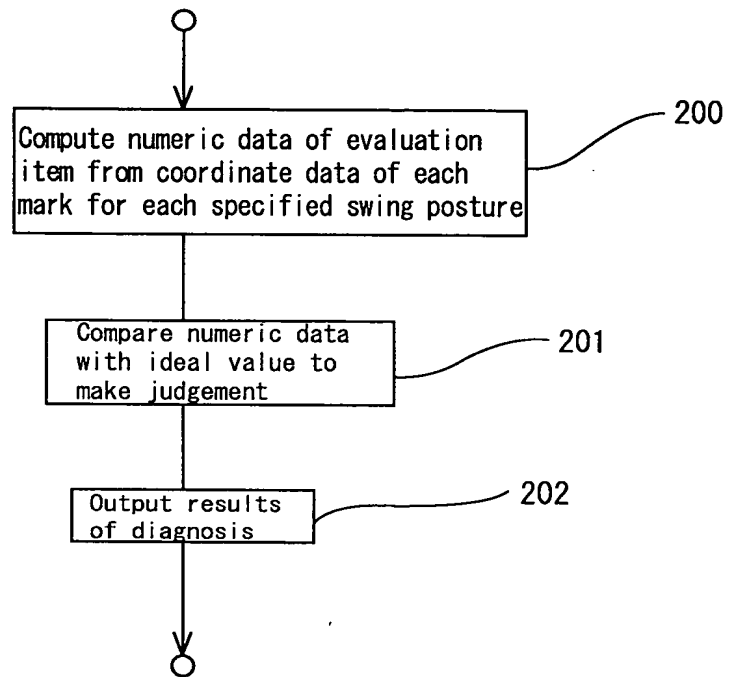 Compute numeric data of evaluation
item from coordinate data of each
mark for each specified swing posture
200
Compare numeric data
with ideal value to
make judgement
201
Output results
of diagnosis
202